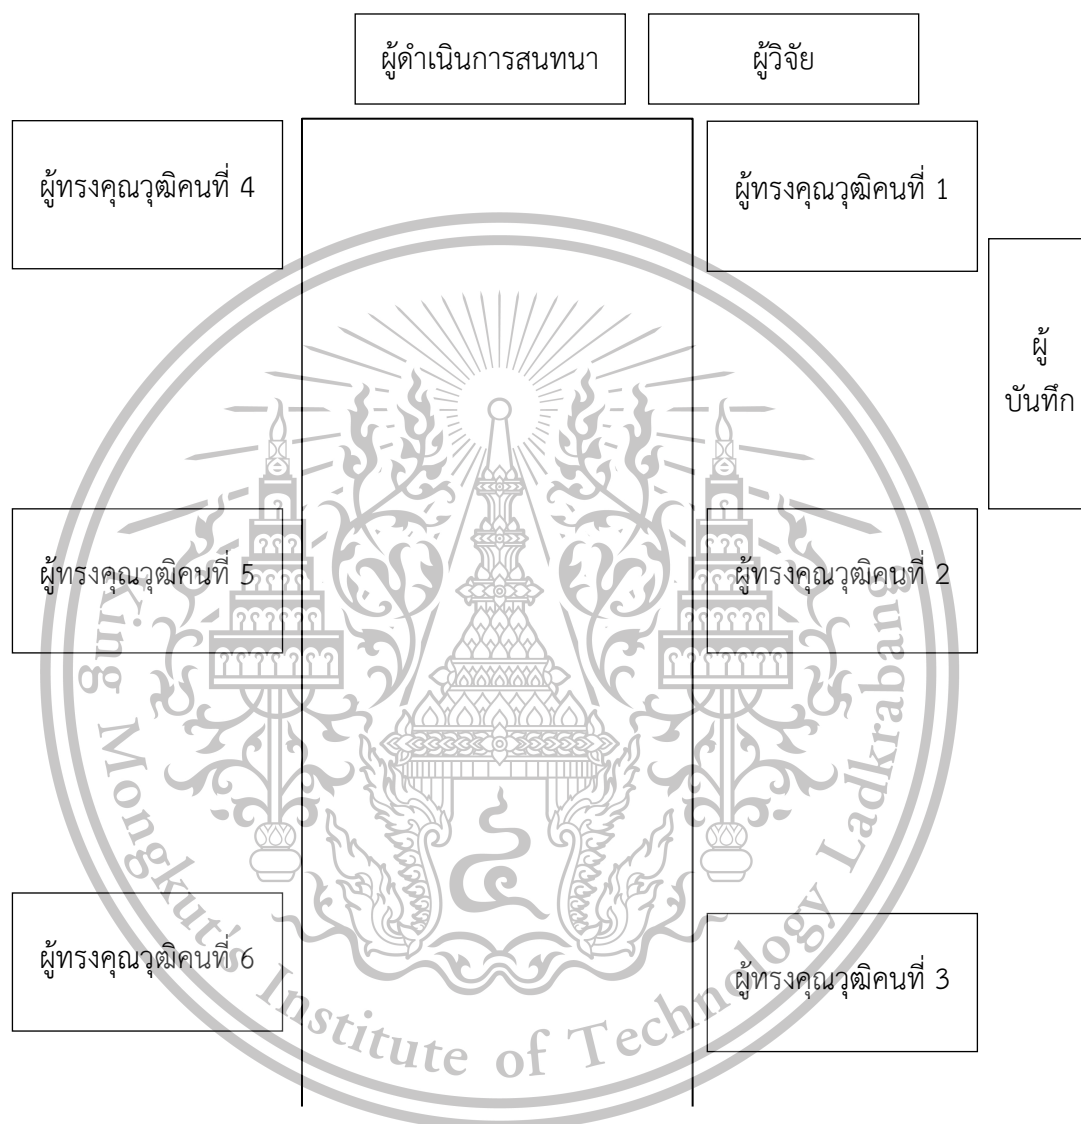 ผู้ดำเนินการสนทนา
ผู้วิจัย
ผู้ทรงคุณวุฒิคนที่ 4
ผู้ทรงคุณวุฒิคนที่ 1
ผู้
บันทึก
ผู้ทรงคุณวุฒิคนที่ 5
ผู้ทรงคุณวุฒิคนที่ 2
ผู้ทรงคุณวุฒิคนที่ 6
ผู้ทรงคุณวุฒิคนที่ 3
King Mongkut's Institute of Technology Ladkrabang